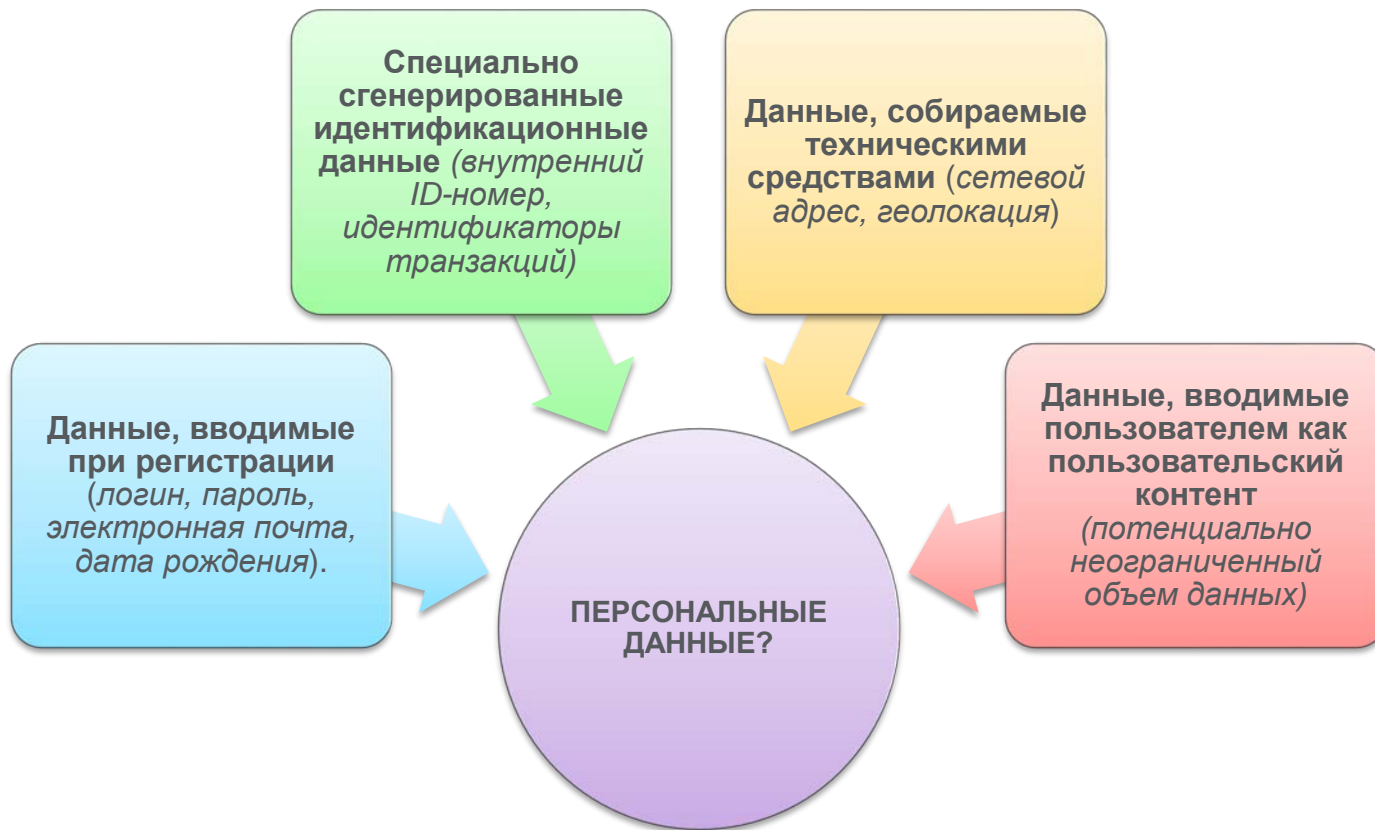 Специально
сгенерированные
идентификационные
данные (внутренний
ID-номер,
идентификаторы
транзакций)
Данные, собираемые
техническими
средствами (сетевой
адрес, геолокация)
Данные, вводимые
при регистрации
(логин, пароль,
электронная почта,
дата рождения).
Данные, вводимые
пользователем как
пользовательский
контент
(потенциально
неограниченный
объем данных)
ПЕРСОНАЛЬНЫЕ
ДАННЫЕ?